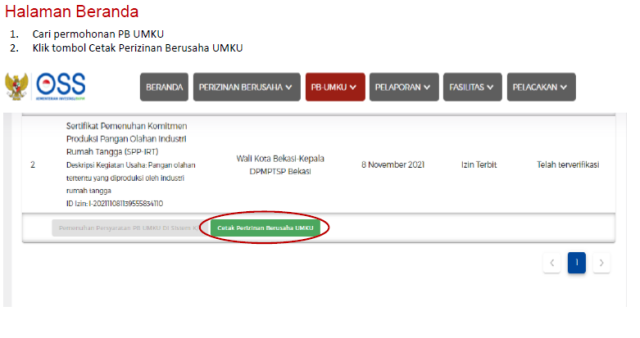 Halaman Beranda
1. Cari permohonan PB UMKU
2. Klik tombol Cetak Perizinan Berusaha UMKU
OSS
BERANDA PERIZINAN BERUSAHA PB-UMKU PELAPORAN FASILITAS PELACAKAN
Sertifikat Pemenuhan Komitmen
Produksi Pangan Olahan Industri
Rumah Tangga (SPP-IRT)
2 Deskripsi Kegiatan Usaha: Pangan olahan
tertentu yang diproduksi oleh industri
rumah tangga
Wali Kota Bekasi-Kepala
DPMPTSP Bekasi
8 November 2021
Izin Terbit
Telah terverifikasi
ID Izin:
Pemenuhan Persyaratan PB UMKU Di Sistem
Cetak Perizinan Berusaha UMKU
< 1 >